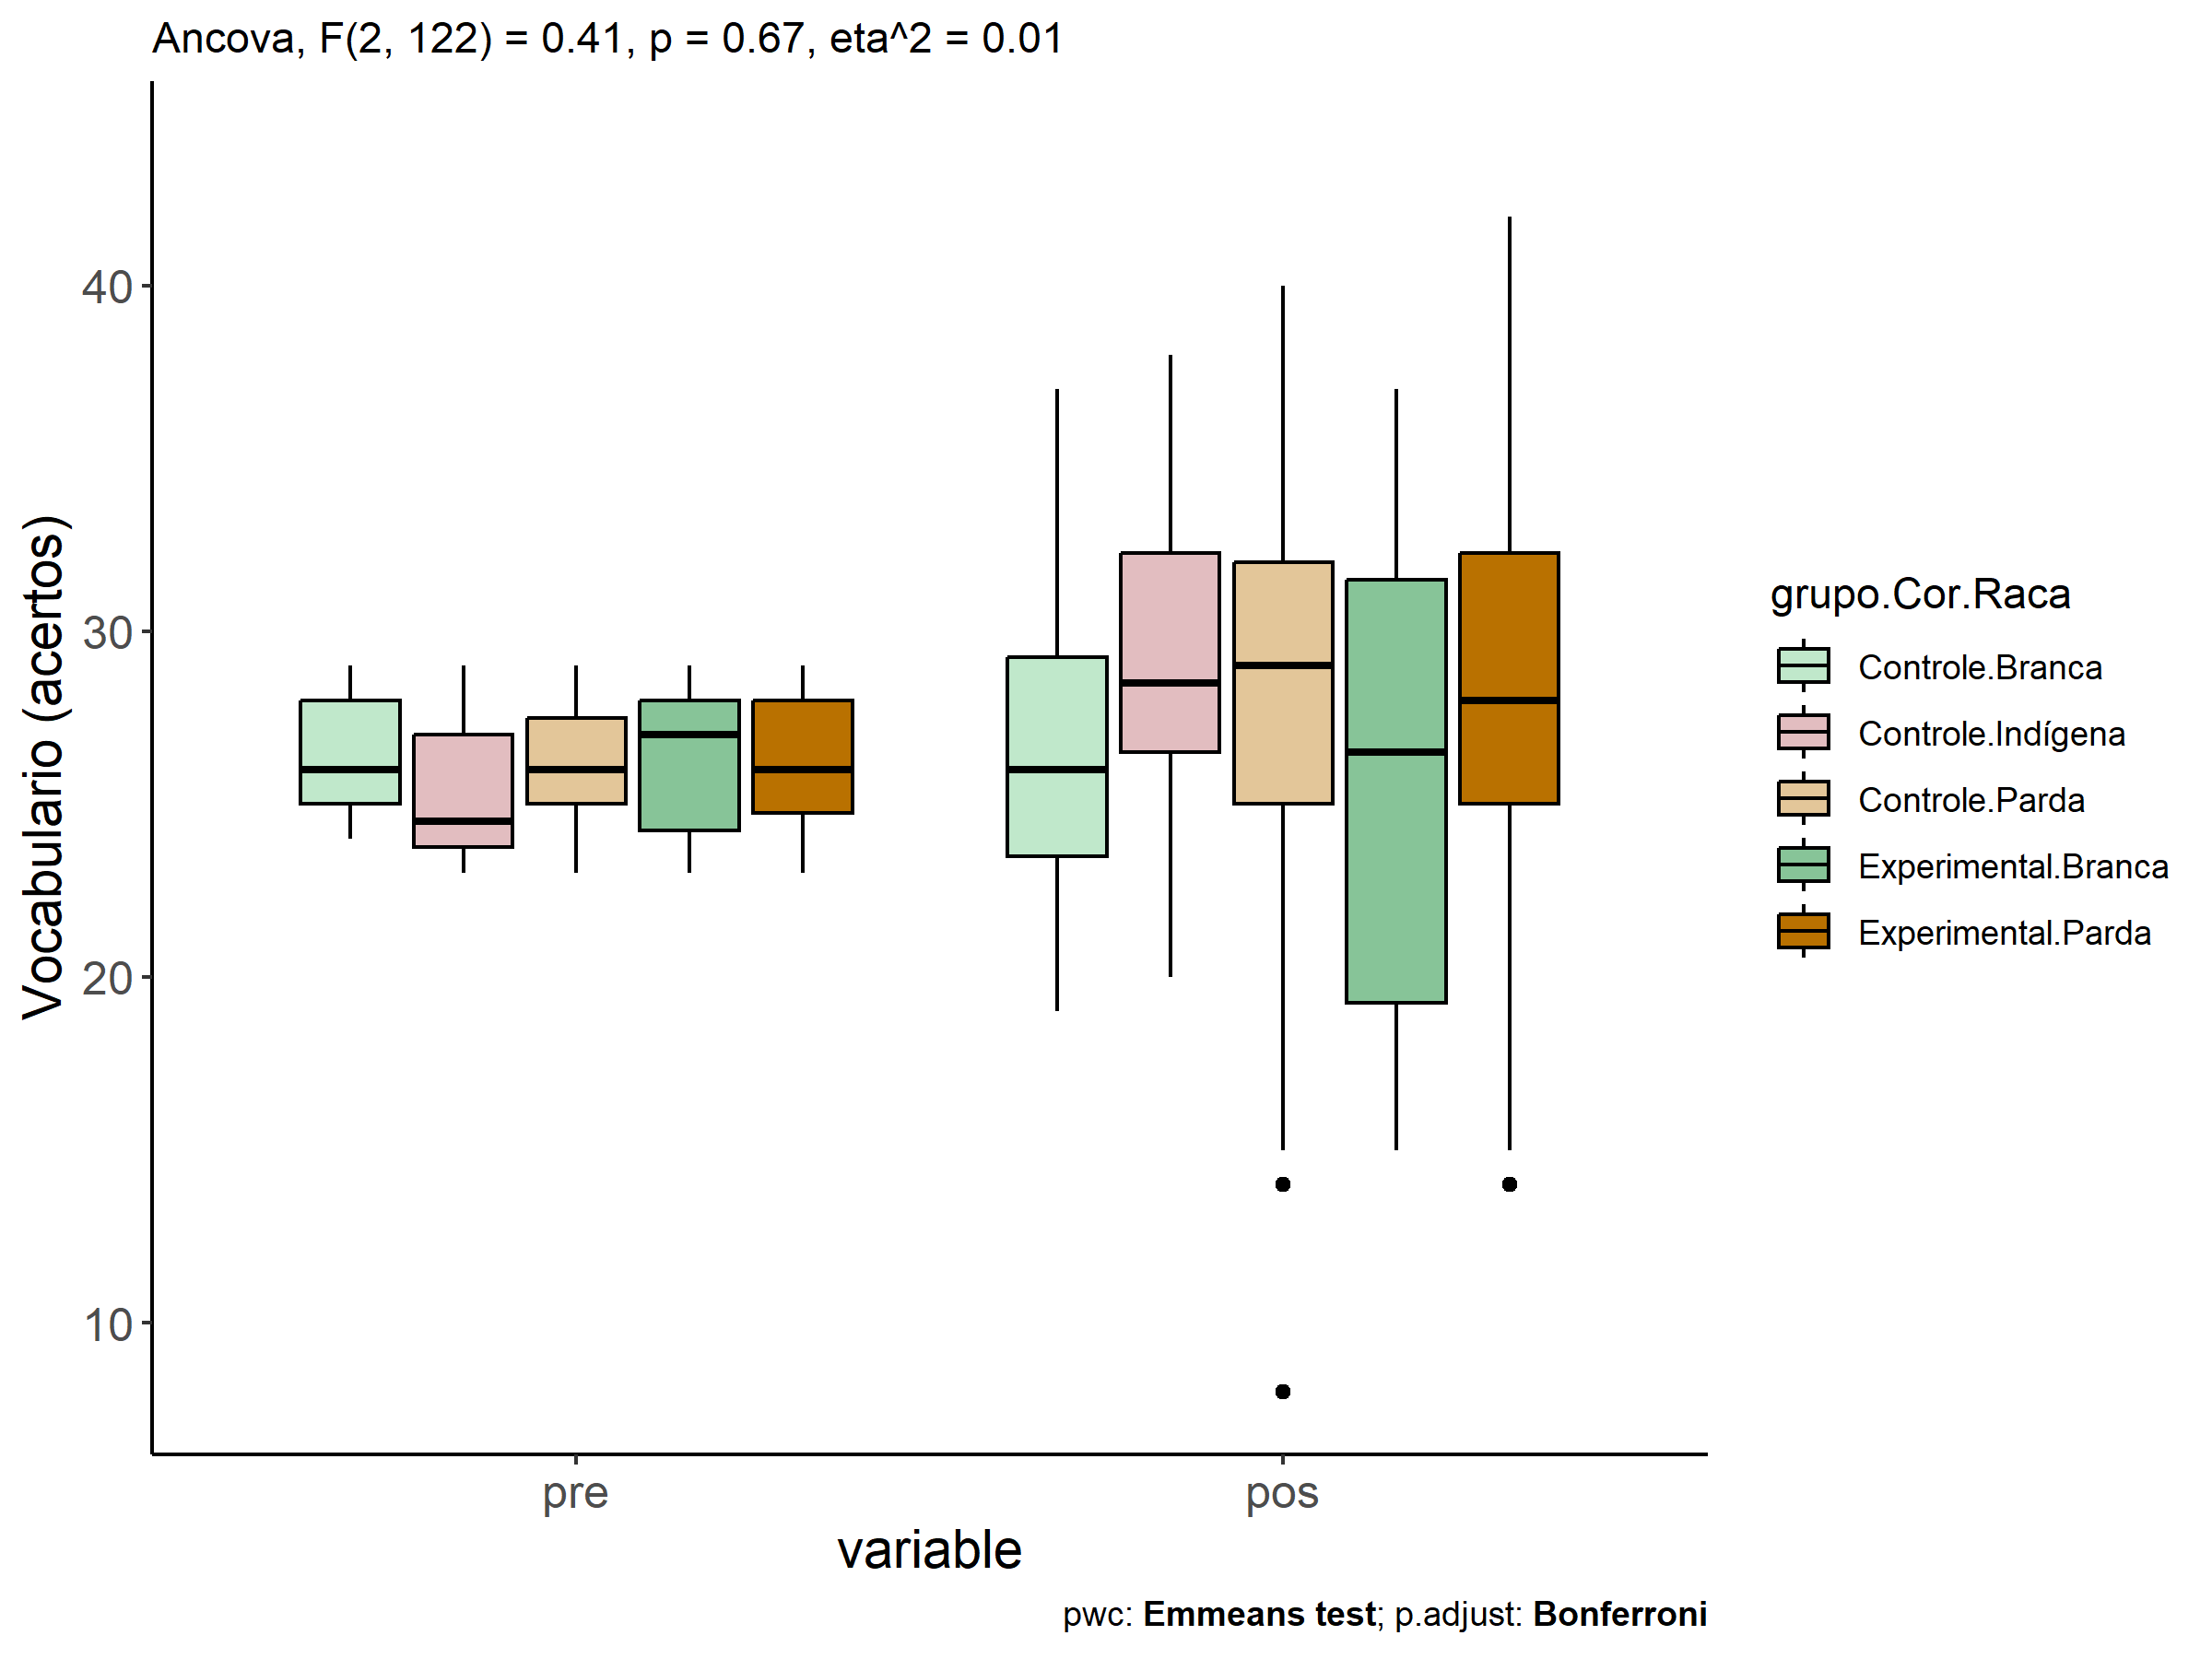 Ancova, F(2, 122) = 0.41, p = 0.67, eta^2 = 0.01
Vocabulario (acertos)
40
30
20
10
pre
pos
variable
grupo.Cor.Raca
Controle.Branca
Controle.Indígena
Controle.Parda
Experimental.Branca
Experimental.Parda
pwc: Emmeans test; p.adjust: Bonferroni